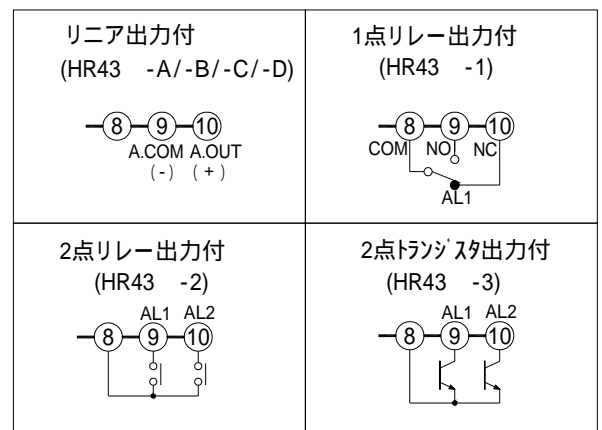 リニア出力付
(HR43 -A/-B/-C/-D)
8 9 10
A.COM A.OUT
(-) (+)
1点リレー出力付
(HR43 -1)
8 9 10
COM NO NC
AL1
2点リレー出力付
(HR43 -2)
AL1 AL2
8 9 10
2点トランジスタ出力付
(HR43 -3)
AL1 AL2
8 9 10